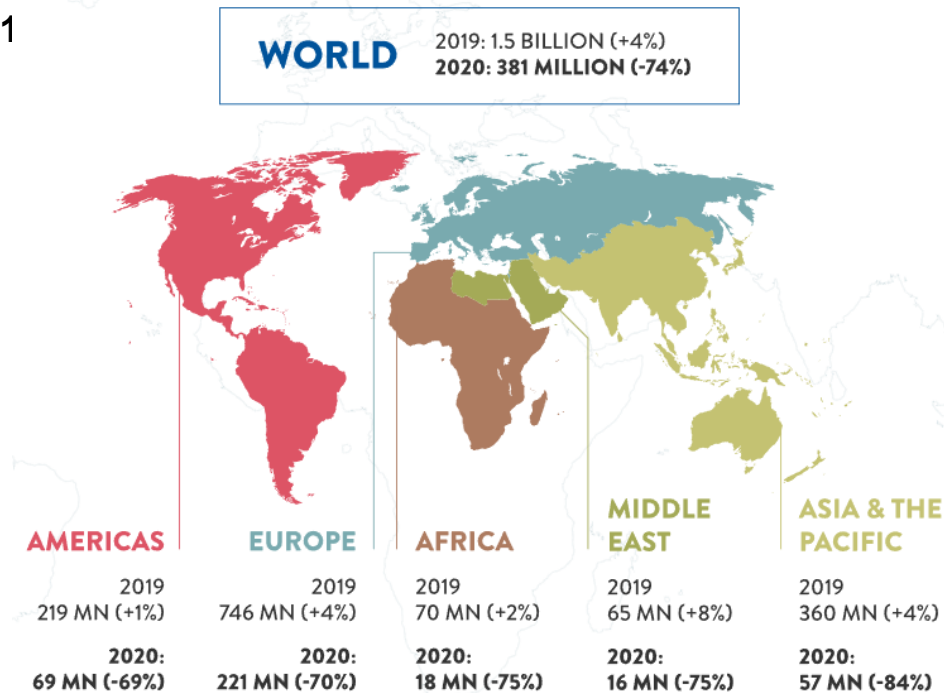 1
WORLD
2019: 1.5 BILLION (+4%)
2020: 381 MILLION (-74%)
AMERICAS
2019
219 MN (+1%)
2020:
69 MN (-69%)
EUROPE
2019
746 MN (+4%)
2020:
221 MN (-70%)
AFRICA
2019
70 MN (+2%)
2020:
18 MN (-75%)
MIDDLE
EAST
2019
65 MN (+8%)
2020:
16 MN (-75%)
ASIA & THE
PACIFIC
2019
360 MN (+4%)
2020:
57 MN (-84%)